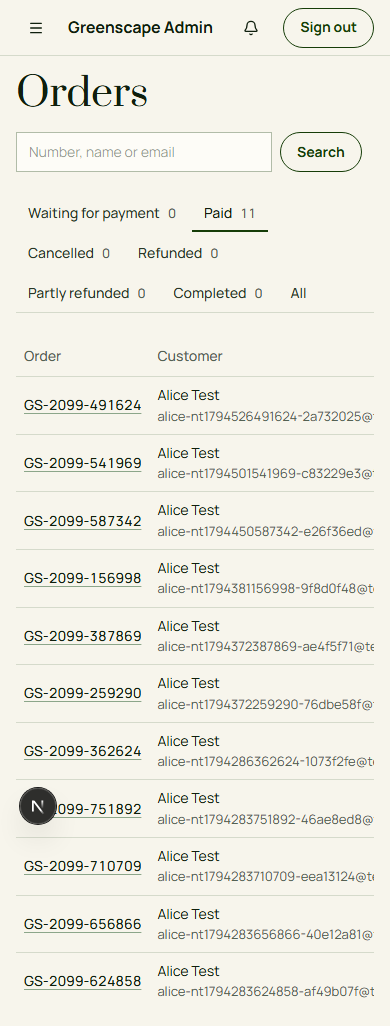 Greenscape Admin
Sign out
Orders
Number, name or email
Search
Waiting for payment 0 Paid 11
Cancelled 0 Refunded 0
Partly refunded 0 Completed 0 All
Order Customer
GS-2099-491624 Alice Test
alice-nt1794526491624-2a732025@
GS-2099-541969 Alice Test
alice-nt1794501541969-c83229e3@
GS-2099-587342 Alice Test
alice-nt1794450587342-e26f36ed@
GS-2099-156998 Alice Test
alice-nt1794381156998-9f8d0f48@t
GS-2099-387869 Alice Test
alice-nt1794372387869-ae4f5f71@te
GS-2099-259290 Alice Test
alice-nt1794372259290-76dbe58f@
GS-2099-362624 Alice Test
alice-nt1794286362624-1073f2fe@t
N 2099-751892 Alice Test
alice-nt1794283751892-46ae8ed8@
GS-2099-710709 Alice Test
alice-nt1794283710709-eea13124@te
GS-2099-656866 Alice Test
alice-nt1794283656866-40e12a81@
GS-2099-624858 Alice Test
alice-nt1794283624858-af49b07f@t